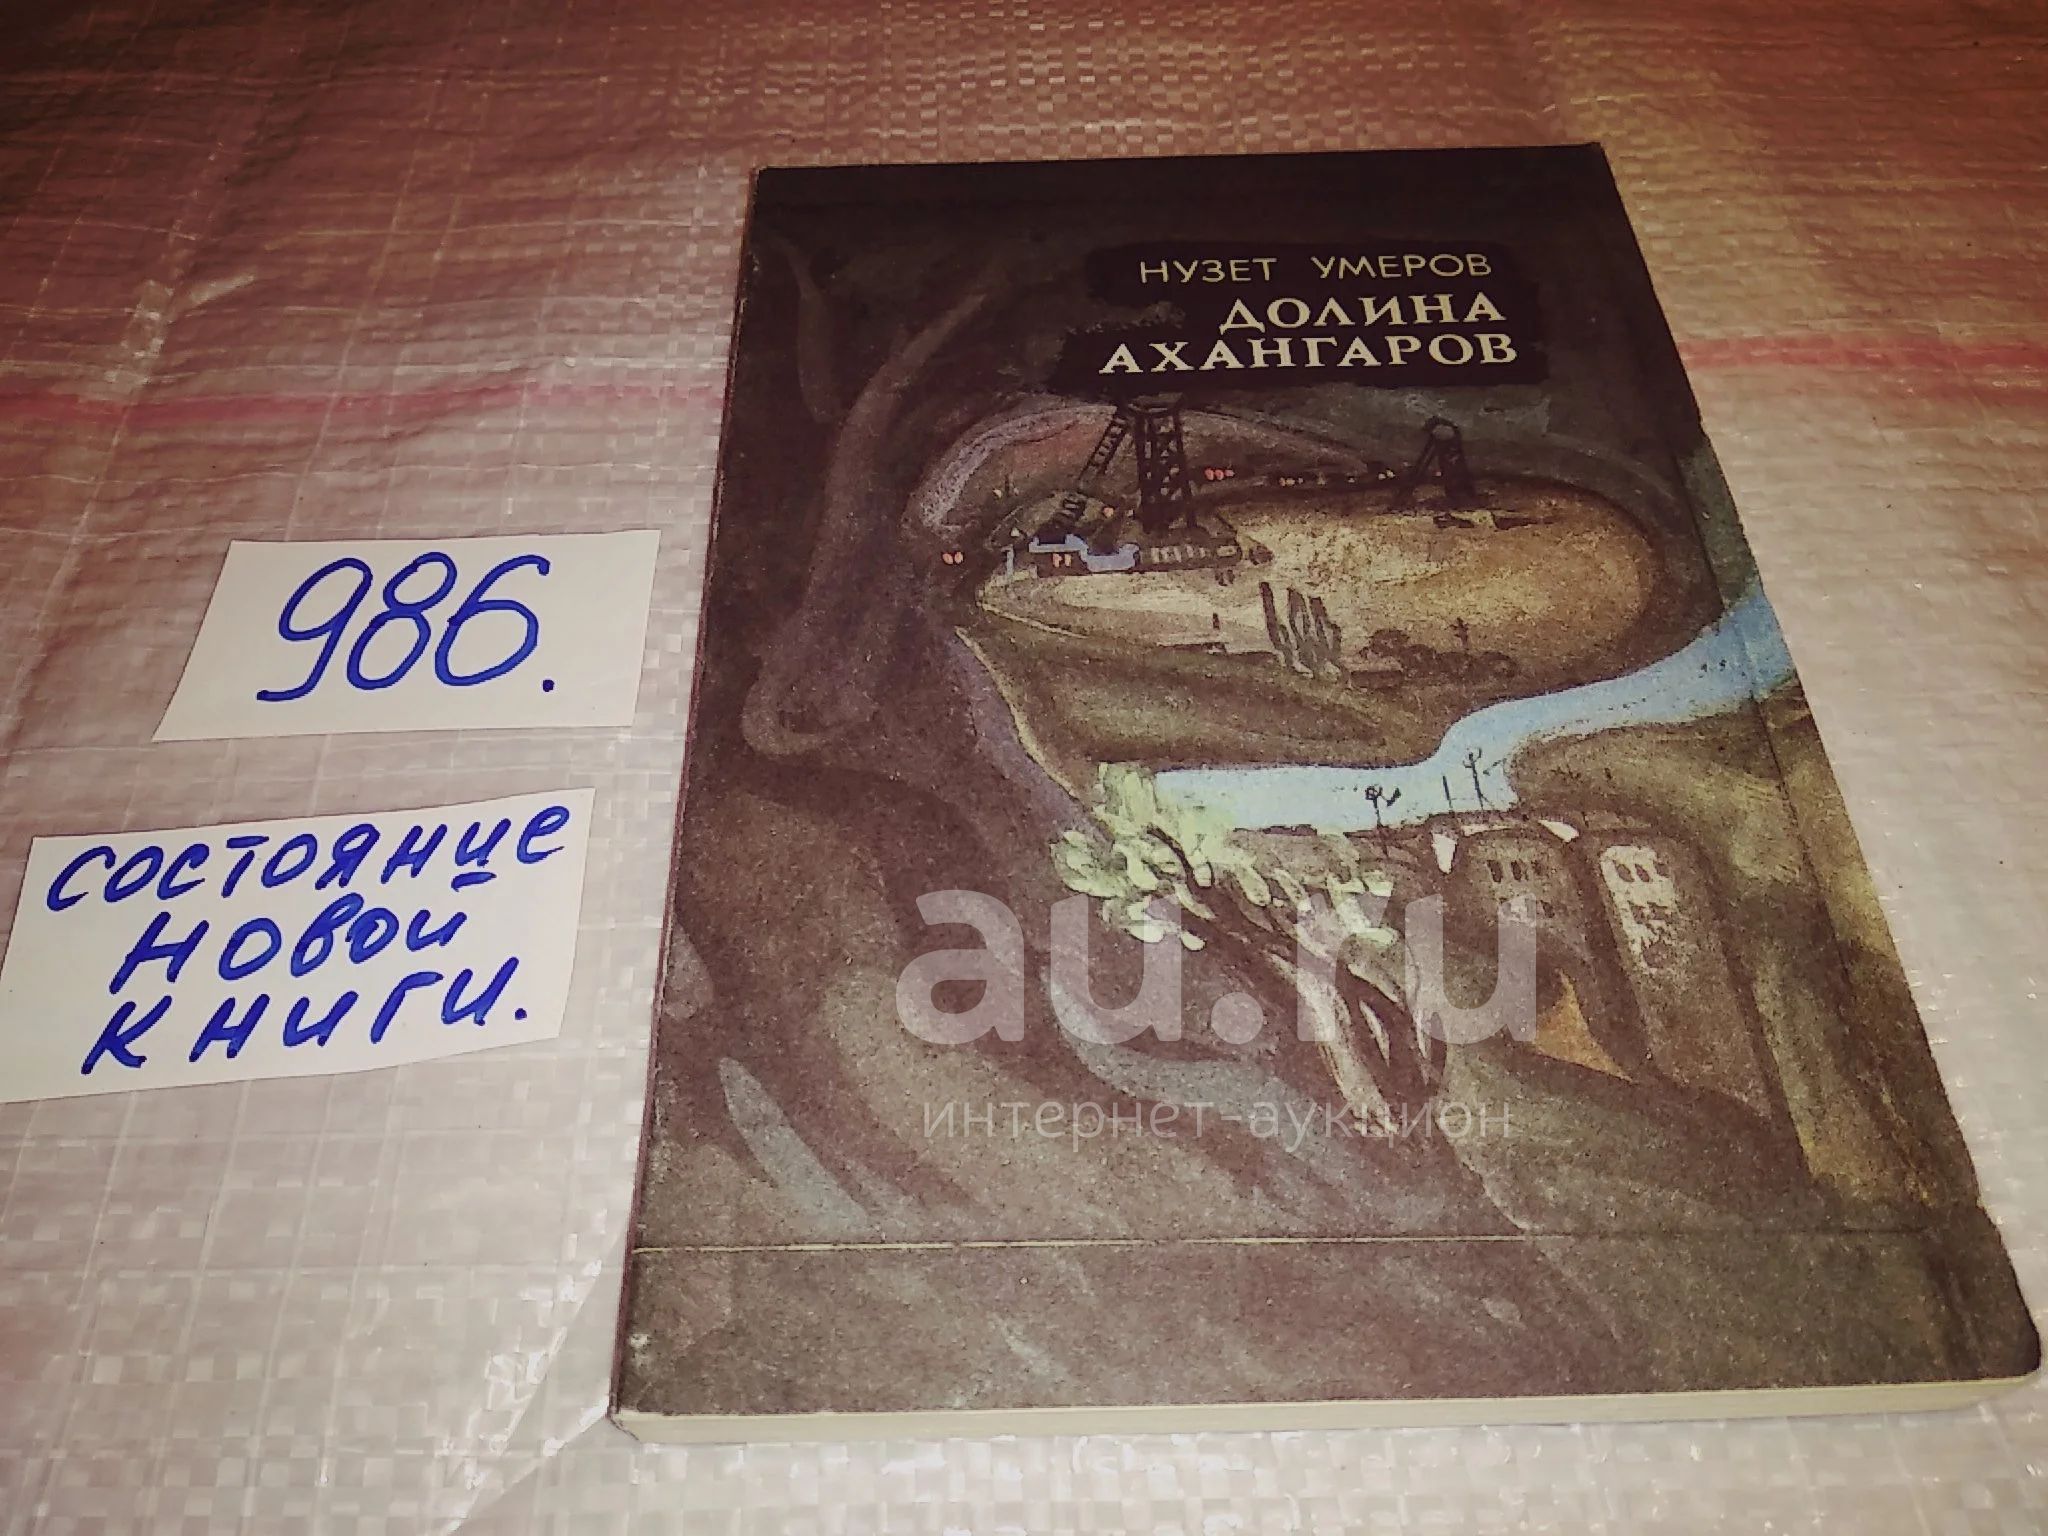 НУЗЕТ УМЕРОВ
ДОЛИНА
АХАНГАРОВ
986.
состояние
новой
книги.
au.ru
интернет-аукцион